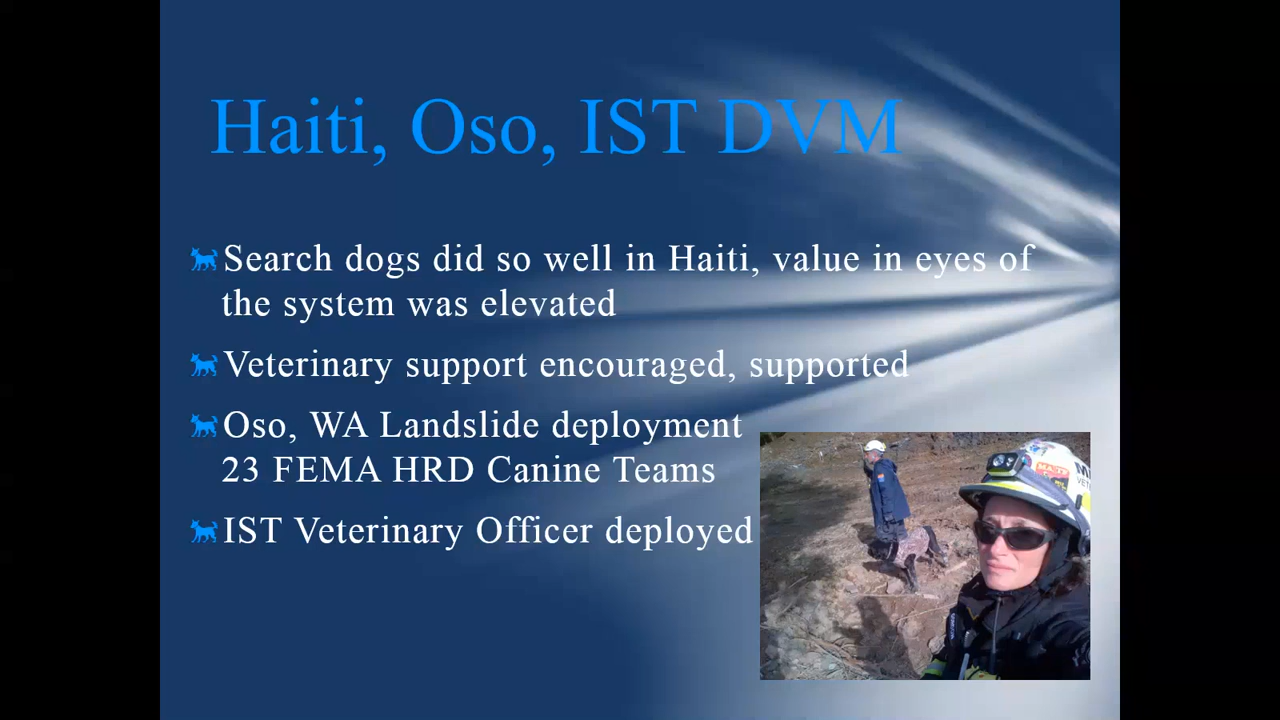 Haiti, Oso, IST DVM
Search dogs did so well in Haiti, value in eyes of
the system was elevated
Veterinary support encouraged, supported
Oso, WA Landslide deployment
23 FEMA HRD Canine Teams
IST Veterinary Officer deployed